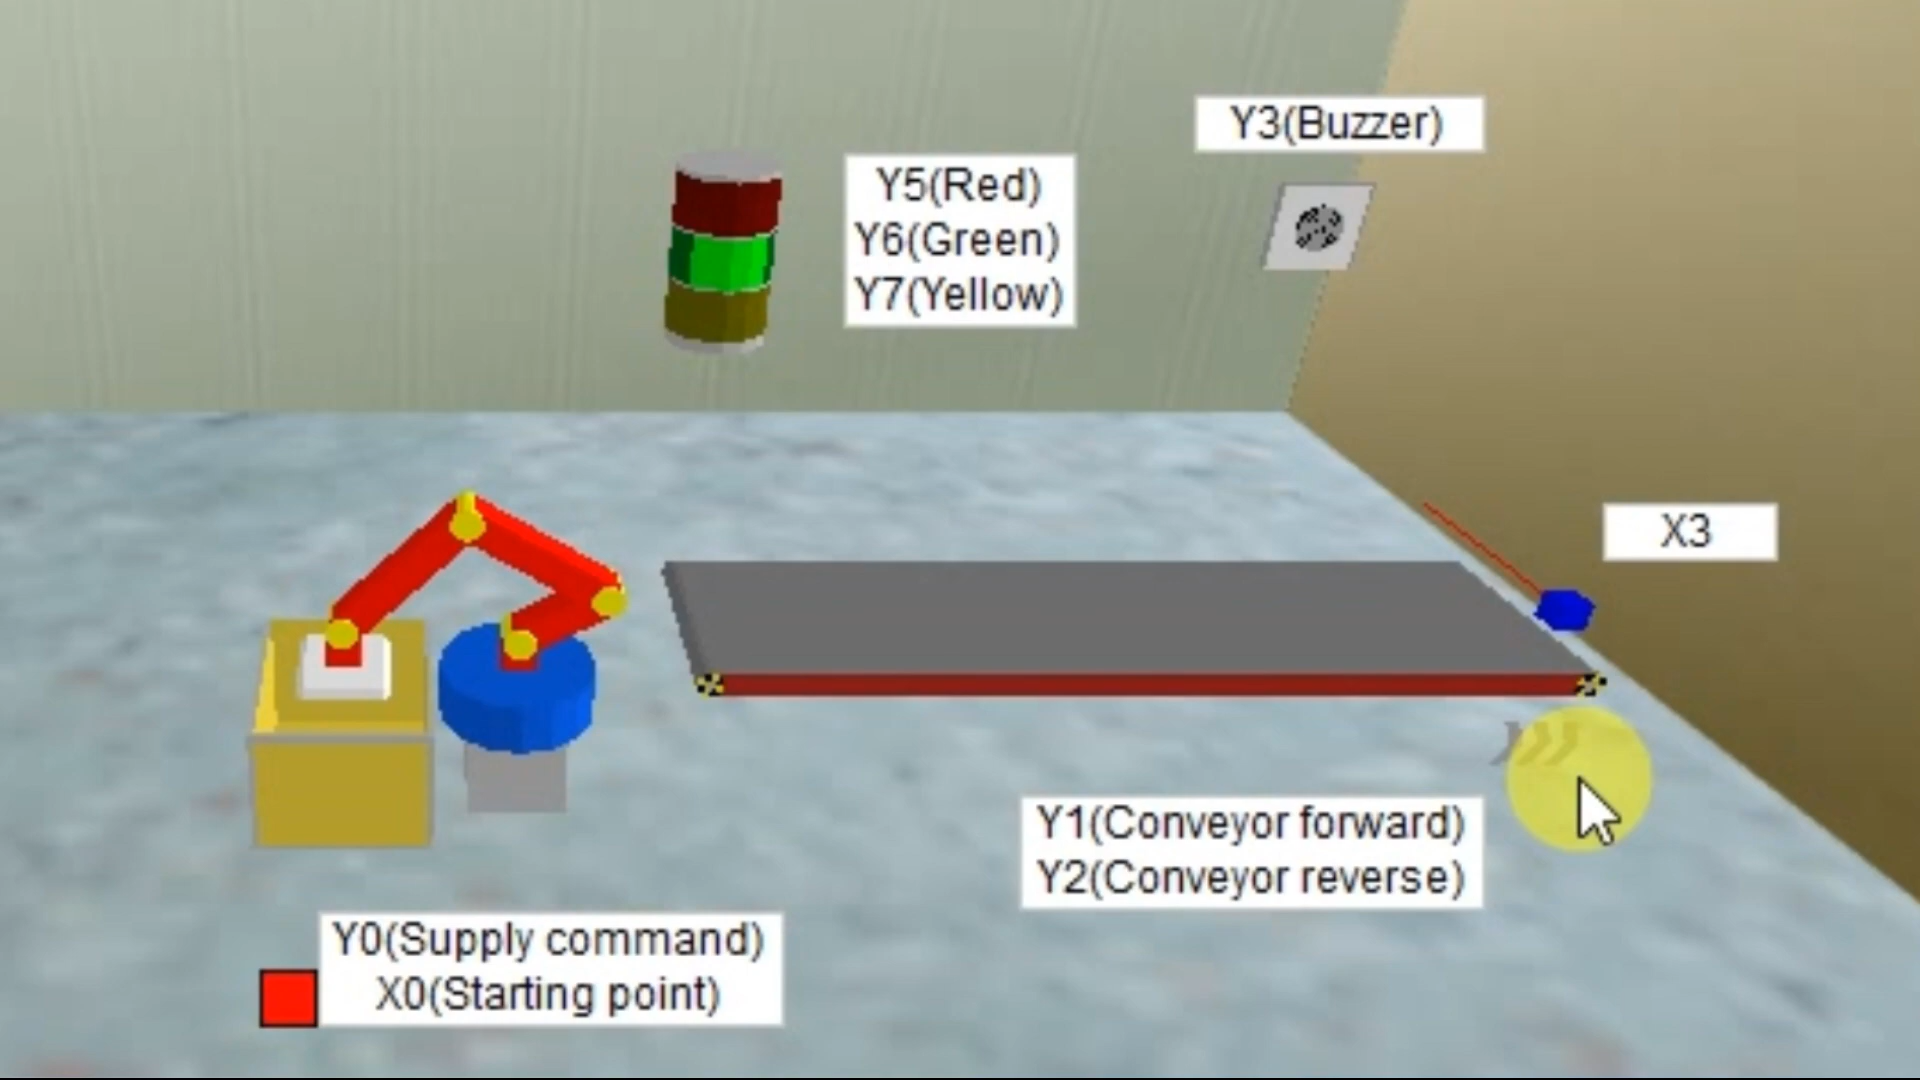 Y3(Buzzer)
Y5(Red)
Y6(Green)
Y7(Yellow)
X3
Y1(Conveyor forward)
Y2(Conveyor reverse)
Y0(Supply command)
X0(Starting point)